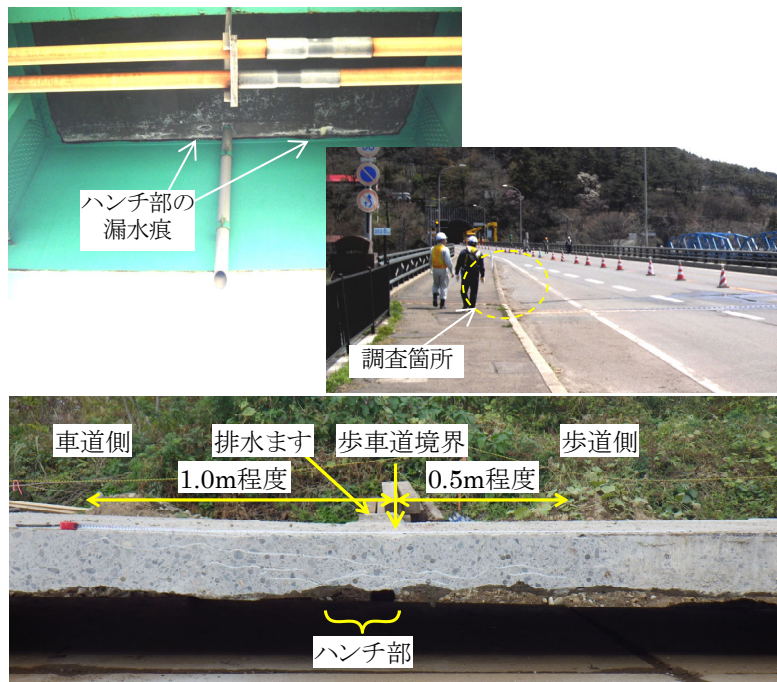 ハンチ部の
漏水痕
調査箇所
車道側
排水ます
歩車道境界
歩道側
1.0m程度
0.5m程度
ハンチ部